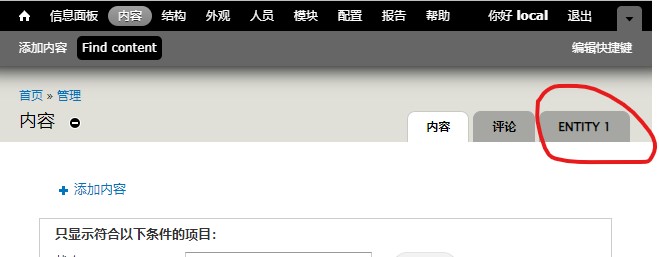 信息面板 内容 结构 外观 人员 模块 配置 报告 帮助 你好 local 退出
添加内容 Find content 编辑快捷键
首页 » 管理
内容 内容 评论 ENTITY 1
添加内容
只显示符合以下条件的项目: